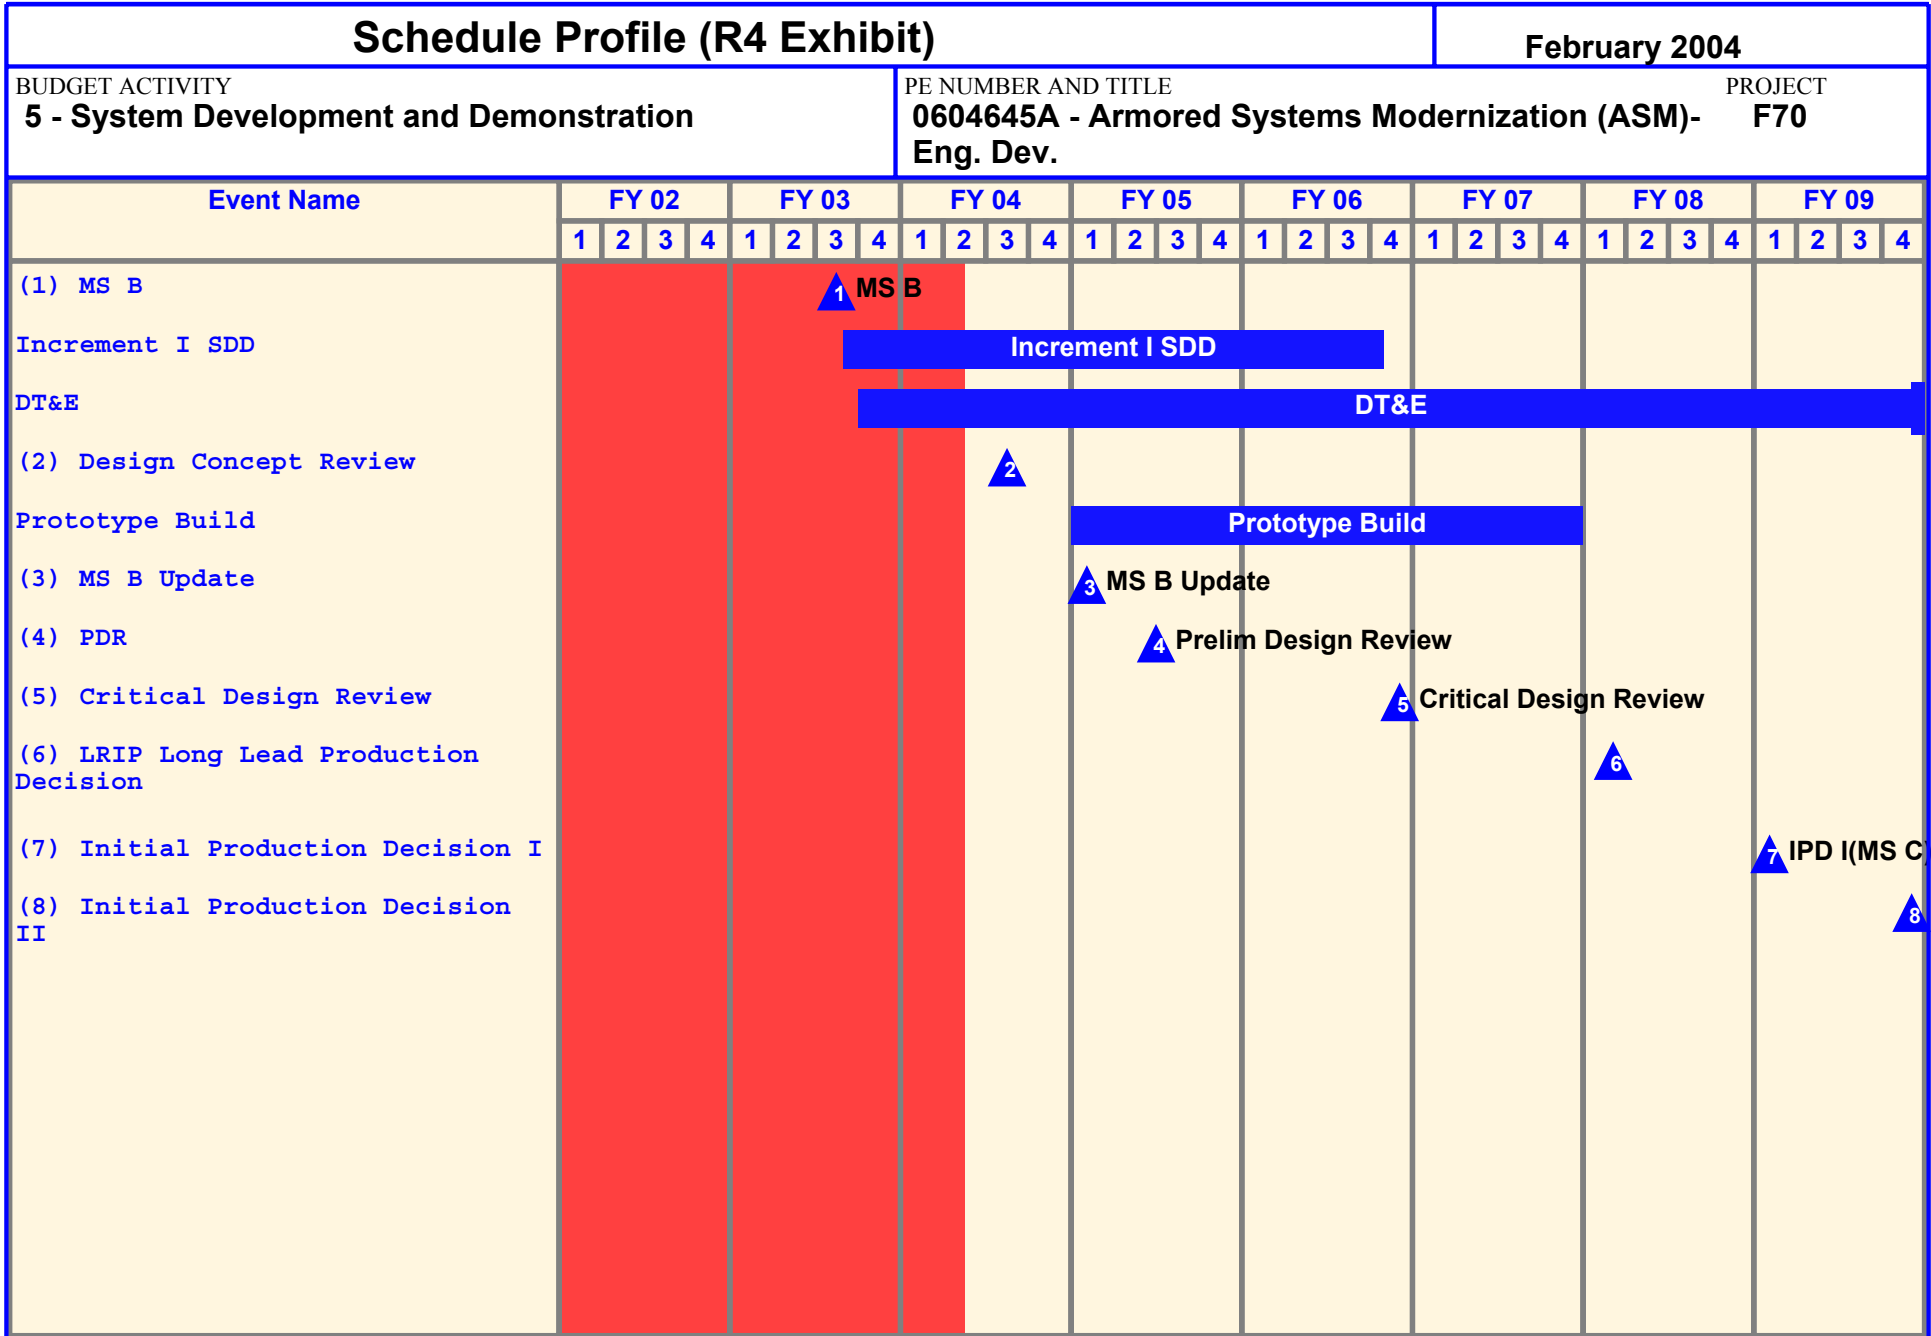 Schedule Profile (R4 Exhibit)
February 2004
BUDGET ACTIVITY
5 - System Development and Demonstration
PE NUMBER AND TITLE
0604645A - Armored Systems Modernization (ASM)-
Eng. Dev.
PROJECT
F70
Event Name FY 02 FY 03 FY 04 FY 05 FY 06 FY 07 FY 08 FY 09
1 2 3 4 1 2 3 4 1 2 3 4 1 2 3 4 1 2 3 4 1 2 3 4 1 2 3 4 1 2 3 4
(1) MS B 1 MS B
Increment I SDD Increment I SDD
DT&E DT&E
(2) Design Concept Review 2
Prototype Build Prototype Build
(3) MS B Update 3 MS B Update
(4) PDR 4 Prelim Design Review
(5) Critical Design Review 5 Critical Design Review
(6) LRIP Long Lead Production
Decision
6
(7) Initial Production Decision I 7 IPD I(MS C)
(8) Initial Production Decision
II
8